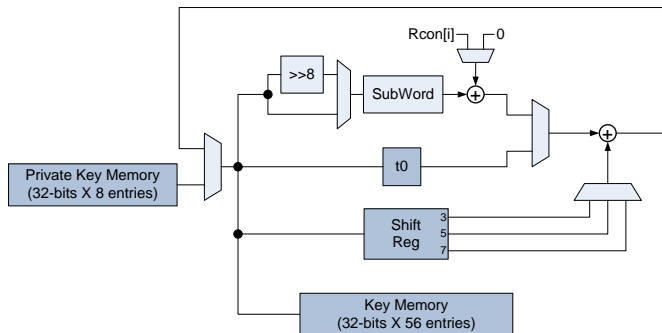 Rcon[i]
0
>>8
SubWord
Private Key Memory
(32-bits X 8 entries)
t0
Shift
Reg
3
5
7
Key Memory
(32-bits X 56 entries)